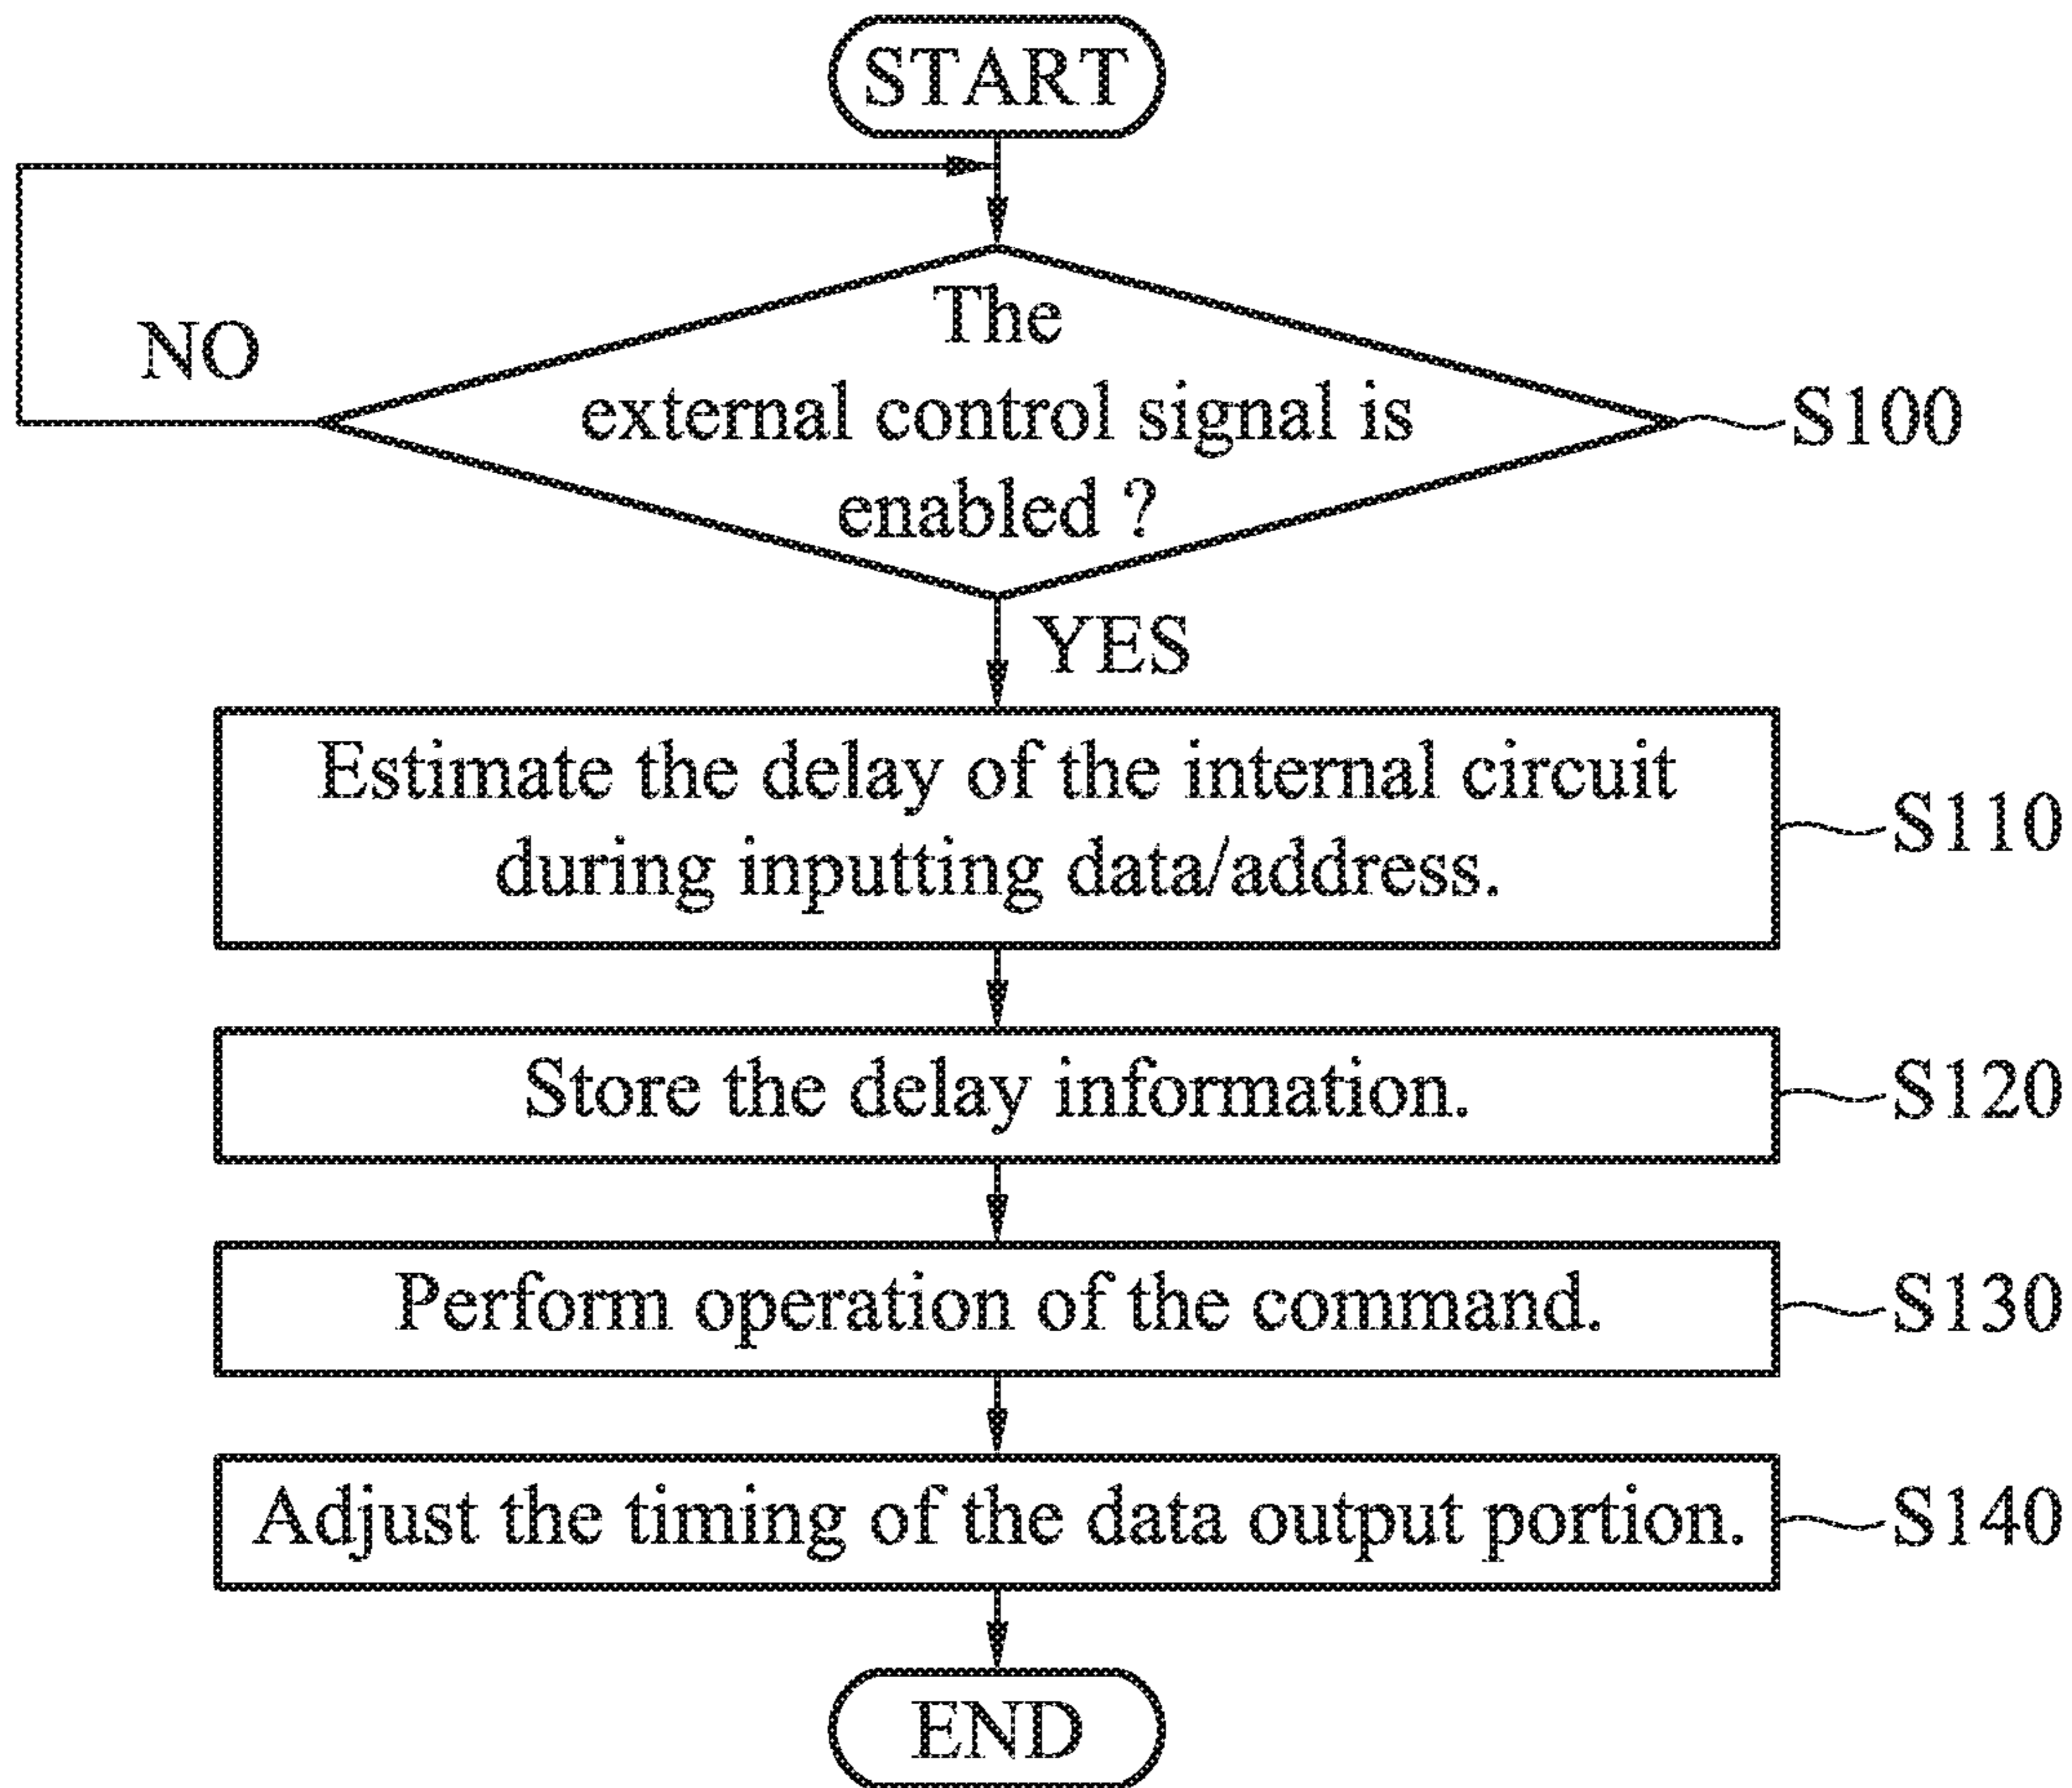 START
NO
The
external control signal is
enabled ?
S100
YES
Estimate the delay of the internal circuit
during inputting data/address.
S110
Store the delay information.
S120
Perform operation of the command.
S130
Adjust the timing of the data output portion.
S140
END